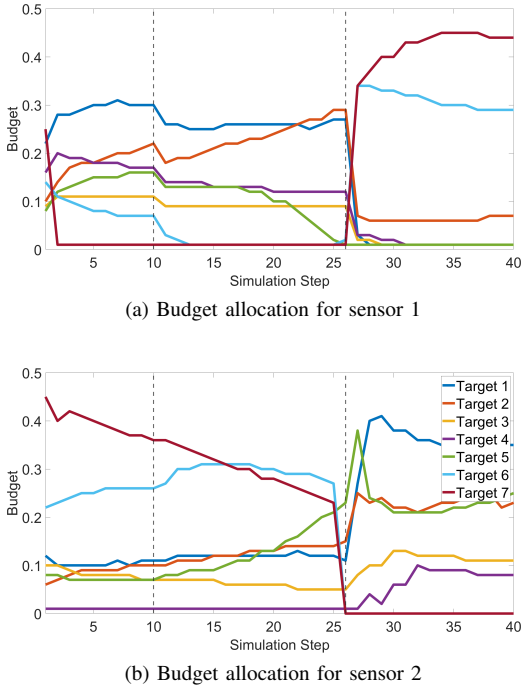 0.5
0.4
0.3
0.2
0.1
0
Budget
5 10 15 20 25 30 35 40
Simulation Step
(a) Budget allocation for sensor 1
0.5
0.4
0.3
0.2
0.1
0
Budget
Target 1
Target 2
Target 3
Target 4
Target 5
Target 6
Target 7
5 10 15 20 25 30 35 40
Simulation Step
(b) Budget allocation for sensor 2